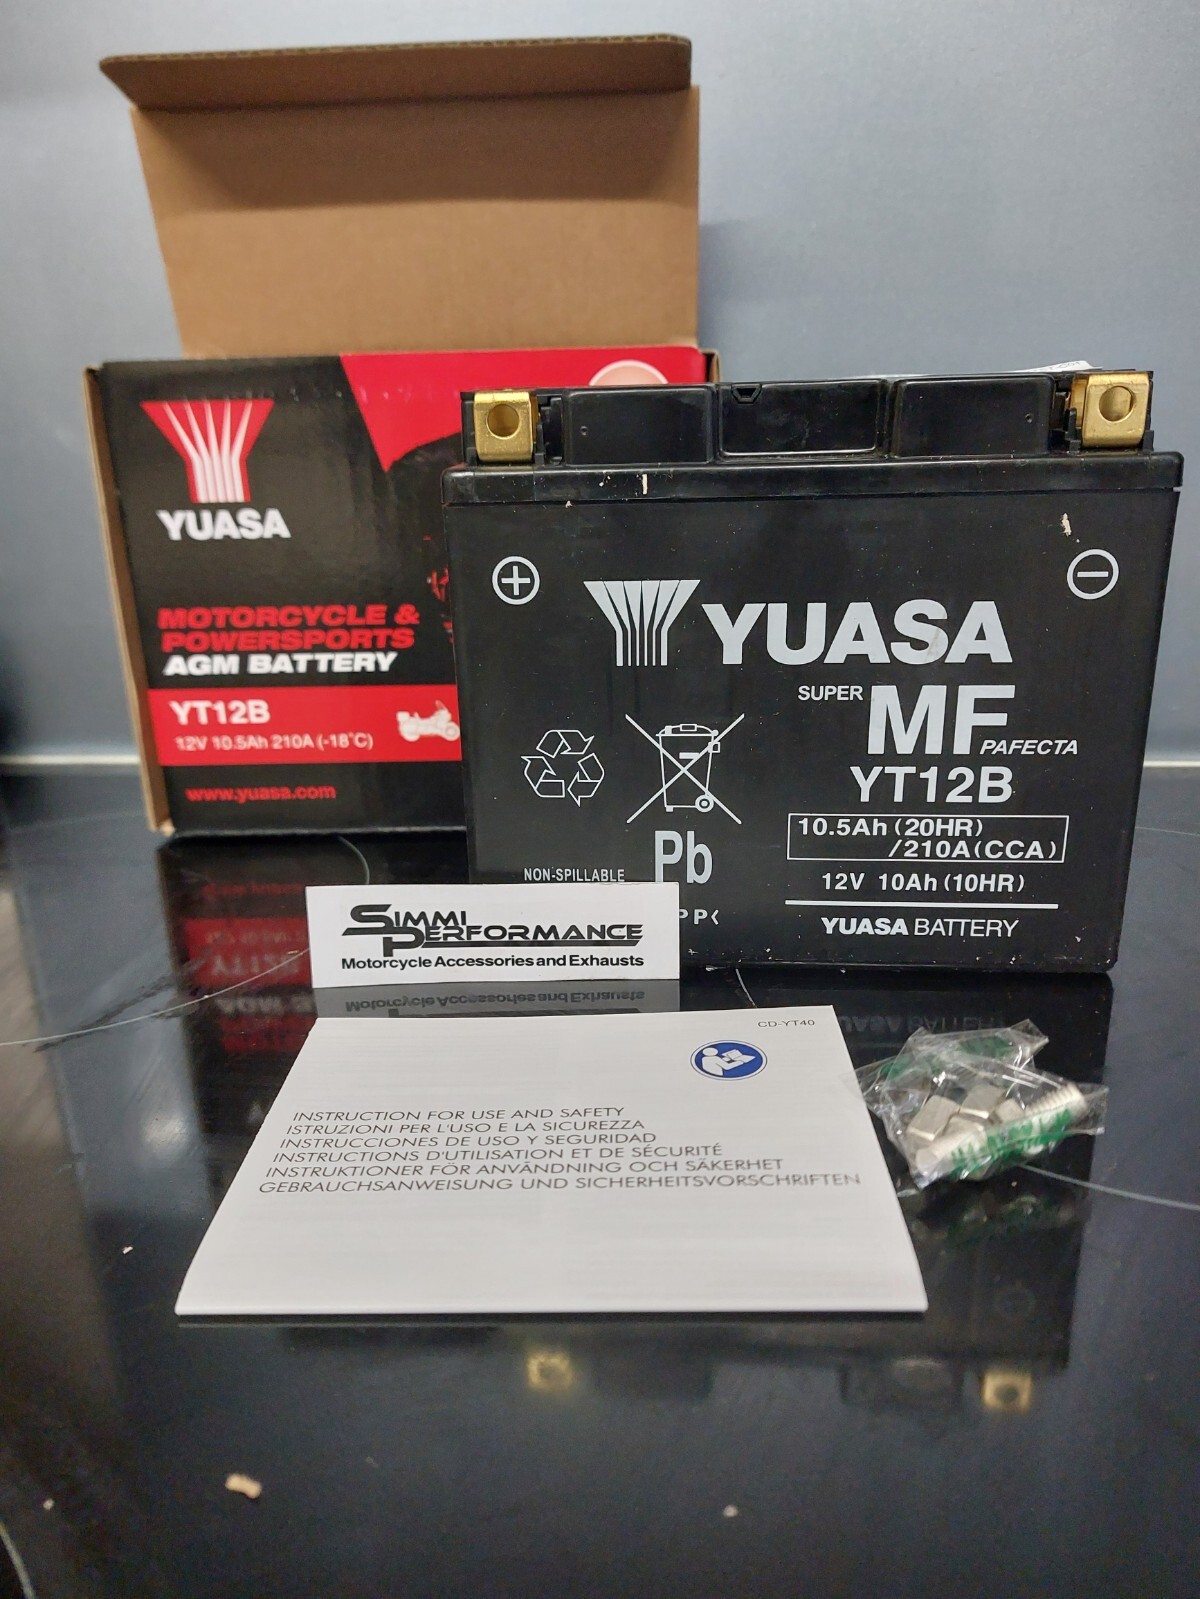 YUASA
MOTORCYCLE &
POWERSPORTS
AGM BATTERY
YT12B
12V 10.5Ah 210A (-18°C)
www.yuasa.com
+
−
YUASA
SUPER MF PAFECTA
YT12B
10.5Ah (20HR)
/210A(CCA)
12V 10Ah (10HR)
YUASA BATTERY
Pb
NON-SPILLABLE
SIMMI
PERFORMANCE
Motorcycle Accessories and Exhausts
CD-YT40
INSTRUCTION FOR USE AND SAFETY
ISTRUZIONI PER L'USO E LA SICUREZZA
INSTRUCCIONES DE USO Y SEGURIDAD
INSTRUCTIONS D'UTILISATION ET DE SÉCURITÉ
INSTRUKTIONER FÖR ANVÄNDNING OCH SÄKERHET
GEBRAUCHSANWEISUNG UND SICHERHEITSVORSCHRIFTEN